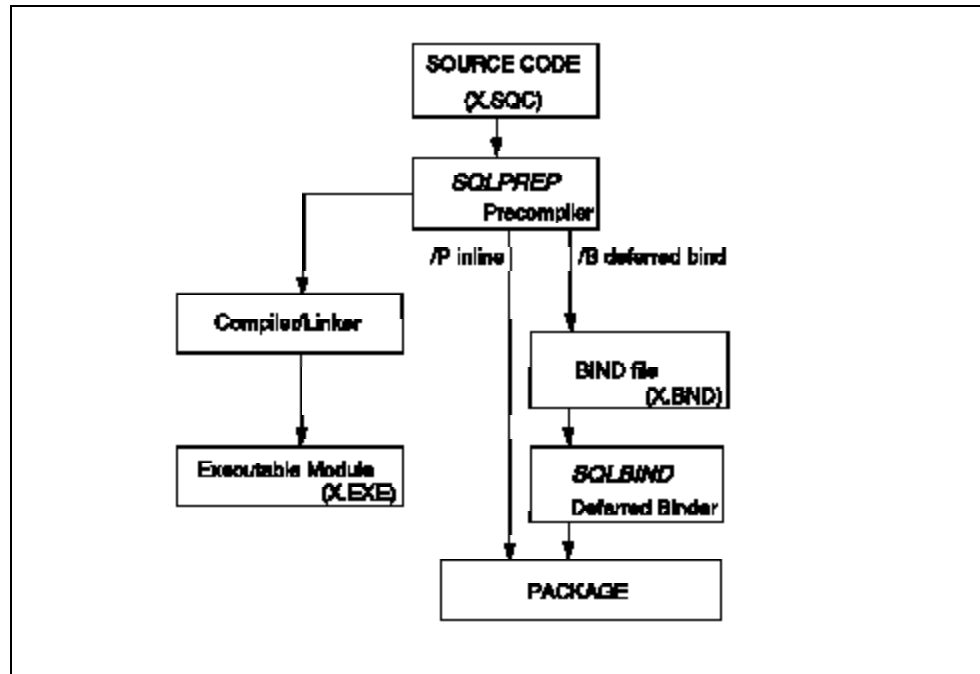 SOURCE CODE
(X.SQC)
SQLPREP
Precompiler
/P inline
/B deferred bind
Compiler/Linker
BIND file
(X.BND)
Executable Module
(X.EXE)
SQLBIND
Deferred Binder
PACKAGE